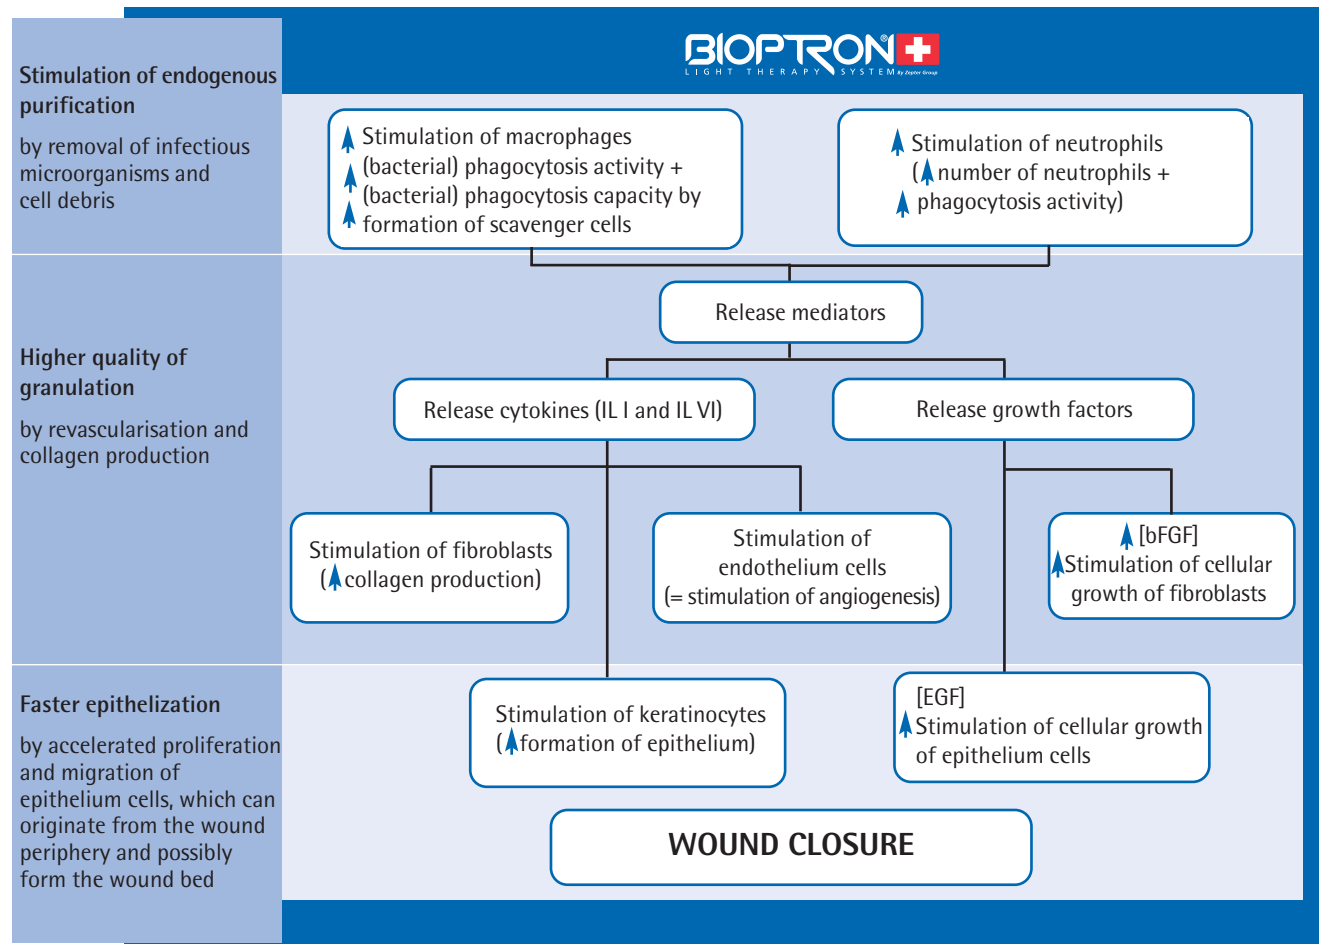 BIOPTRON®
LIGHT THERAPY SYSTEM By Zepter Group
Stimulation of endogenous
purification
by removal of infectious
microorganisms and
cell debris
Stimulation of macrophages
(bacterial) phagocytosis activity +
(bacterial) phagocytosis capacity by
formation of scavenger cells
Stimulation of neutrophils
(number of neutrophils +
phagocytosis activity)
Higher quality of
granulation
by revascularisation and
collagen production
Release mediators
Release cytokines (IL I and IL VI)
Release growth factors
Stimulation of fibroblasts
(collagen production)
Stimulation of
endothelium cells
(= stimulation of angiogenesis)
[bFGF]
Stimulation of cellular
growth of fibroblasts
Faster epithelization
by accelerated proliferation
and migration of
epithelium cells, which can
originate from the wound
periphery and possibly
form the wound bed
Stimulation of keratinocytes
(formation of epithelium)
[EGF]
Stimulation of cellular growth
of epithelium cells
WOUND CLOSURE